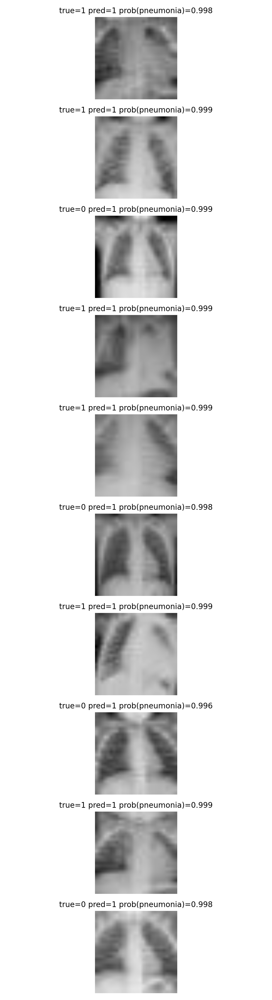 true=1 pred=1 prob(pneumonia)=0.998
true=1 pred=1 prob(pneumonia)=0.999
true=0 pred=1 prob(pneumonia)=0.999
true=1 pred=1 prob(pneumonia)=0.999
true=1 pred=1 prob(pneumonia)=0.999
true=0 pred=1 prob(pneumonia)=0.998
true=1 pred=1 prob(pneumonia)=0.999
true=0 pred=1 prob(pneumonia)=0.996
true=1 pred=1 prob(pneumonia)=0.999
true=0 pred=1 prob(pneumonia)=0.998